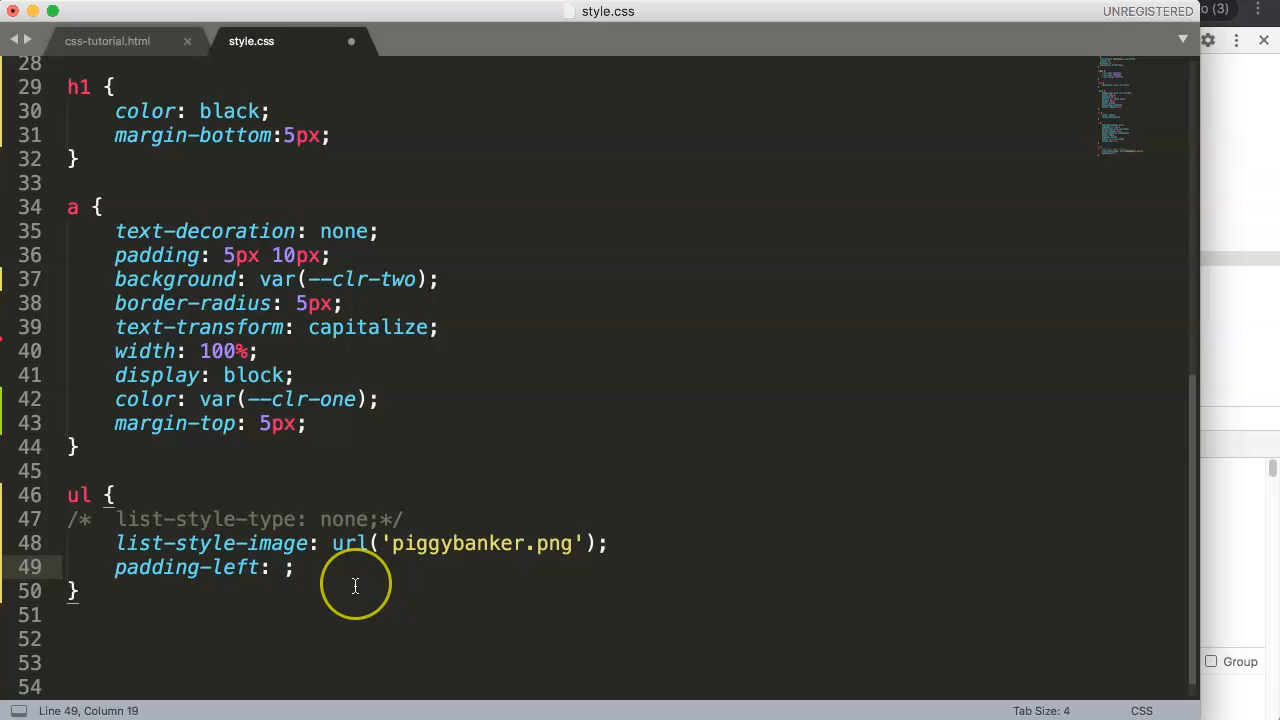 style.css
UNREGISTERED
o (3)
css-tutorial.html
style.css
28
29 h1 {
30 color: black;
31 margin-bottom:5px;
32 }
33
34 a {
35 text-decoration: none;
36 padding: 5px 10px;
37 background: var(--clr-two);
38 border-radius: 5px;
39 text-transform: capitalize;
40 width: 100%;
41 display: block;
42 color: var(--clr-one);
43 margin-top: 5px;
44 }
45
46 ul {
47 /* list-style-type: none;*/
48 list-style-image: url('piggybanker.png');
49 padding-left: ;
50 }
51
52
53
54
Group
Line 49, Column 19
Tab Size: 4
CSS